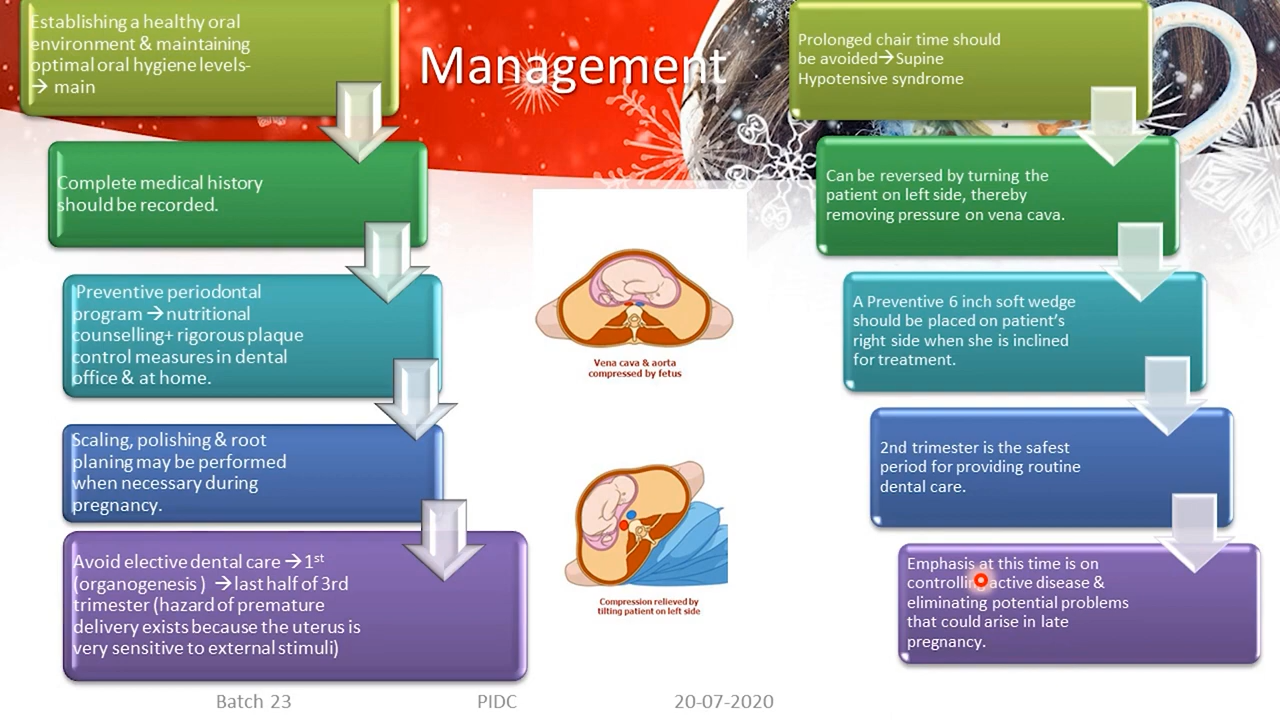 Management
Establishing a healthy oral
environment & maintaining
optimal oral hygiene levels-
→ main
Complete medical history
should be recorded.
Preventive periodontal
program →nutritional
counselling+ rigorous plaque
control measures in dental
office & at home.
Scaling, polishing & root
planing may be performed
when necessary during
pregnancy.
Avoid elective dental care →1st
(organogenesis ) →last half of 3rd
trimester (hazard of premature
delivery exists because the uterus is
very sensitive to external stimuli)
Vena cava & aorta
compressed by fetus
Compression relieved by
tilting patient on left side
Prolonged chair time should
be avoided→Supine
Hypotensive syndrome
Can be reversed by turning the
patient on left side, thereby
removing pressure on vena cava.
A Preventive 6 inch soft wedge
should be placed on patient's
right side when she is inclined
for treatment.
2nd trimester is the safest
period for providing routine
dental care.
Emphasis at this time is on
controlling active disease &
eliminating potential problems
that could arise in late
pregnancy.
Batch 23 PIDC 20-07-2020